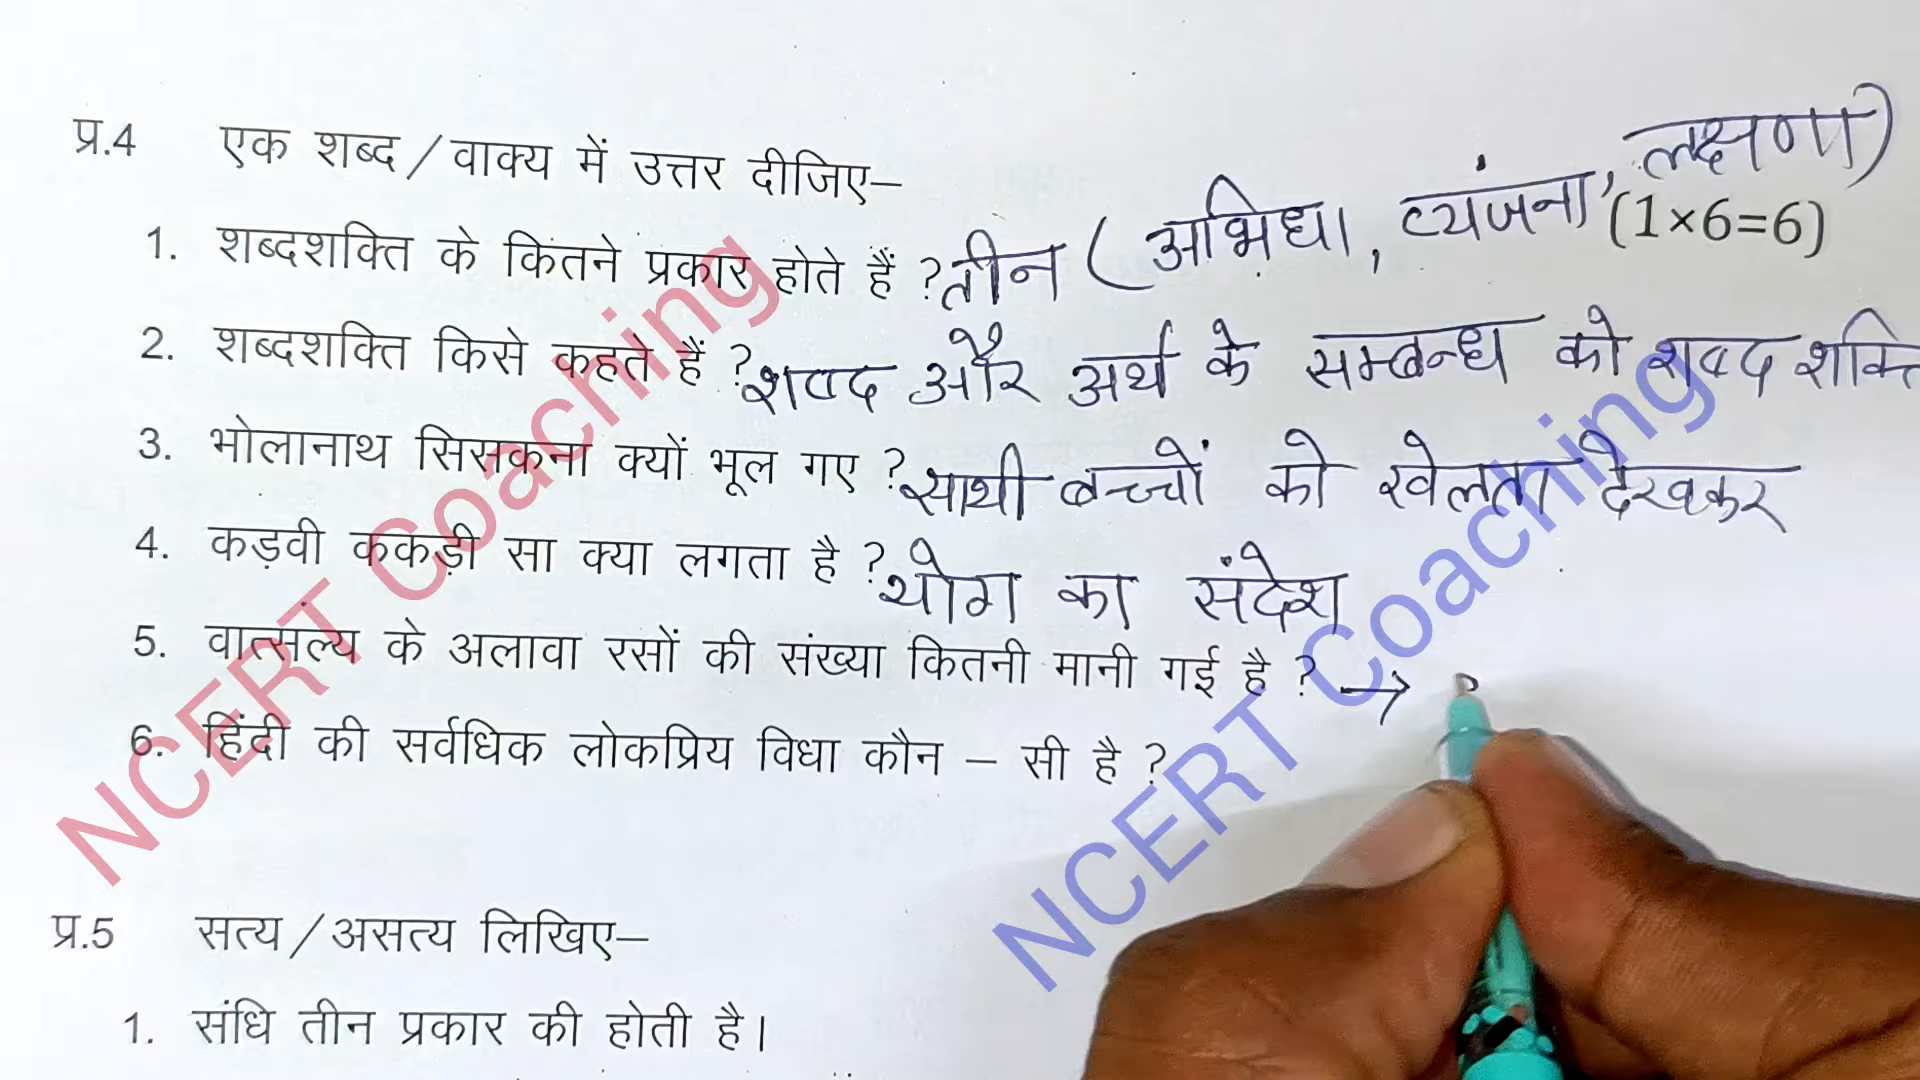 प्र.4 एक शब्द/वाक्य में उत्तर दीजिए– लक्षणा)
1. शब्दशक्ति के कितने प्रकार होते हैं ? तीन (अभिधा, व्यंजना, (1×6=6)
2. शब्दशक्ति किसे कहते हैं ? शब्द और अर्थ के सम्बन्ध को शब्द शक्ति
3. भोलानाथ सिसकना क्यों भूल गए ? साथी बच्चों को खेलता देखकर
4. कड़वी ककड़ी सा क्या लगता है ? योग का संदेश
5. वात्सल्य के अलावा रसों की संख्या कितनी मानी गई है ? →
6. हिंदी की सर्वधिक लोकप्रिय विधा कौन – सी है ?
प्र.5 सत्य/असत्य लिखिए–
1. संधि तीन प्रकार की होती है।
NCERT Coaching
NCERT Coaching